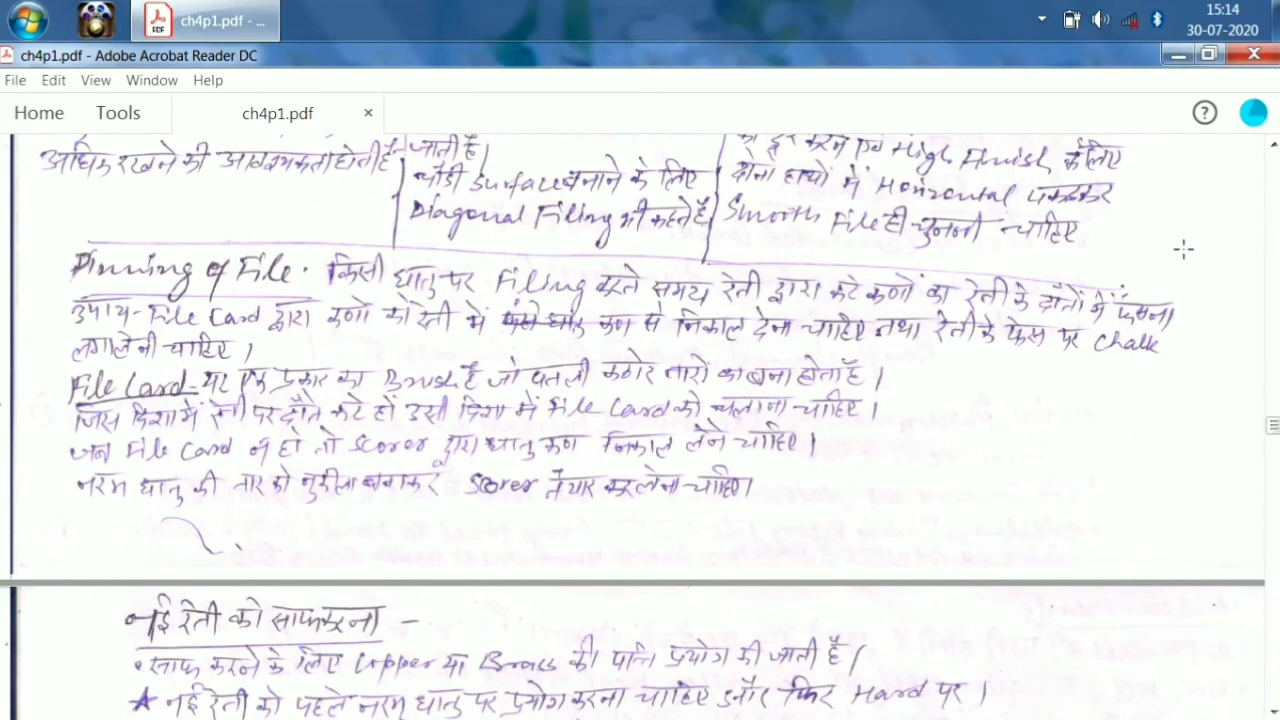 ch4p1.pdf - ...
15:14
30-07-2020
ch4p1.pdf - Adobe Acrobat Reader DC
File Edit View Window Help
Home Tools ch4p1.pdf × ?
अधिक रखने की आवश्यकता होती है
जाती है।
चौडी Surface बनाने के लिए
Diagonal Filing भी कहते है
को दूर करने एवं High Finish के लिए
दोनो हाथो में Horizontal पकडकर
Smooth File ही चुननी चाहिए
Pinning of File. किसी धातु पर Filing करते समय रेती द्वारा कटे कणों का रेती के दाँतो में फँसना
उपाय - File Card द्वारा कणो को रेती में से निकाल देना चाहिए तथा रेती के फेस पर chalk
लगा लेनी चाहिए।
File Card - यह एक प्रकार का Brush है जो पतली कठोर तारो का बना होता है।
जिस दिशा में रेती पर दाँते कटे हों उसी दिशा में File Card को चलाना चाहिए।
जब File Card न हो तो Scorer द्वारा धातु कण निकाल लेने चाहिए।
नरम धातु की तार को नुकीला बनाकर Scorer तैयार कर लेना चाहिए।
नई रेती को साफ करना -
साफ करने के लिए Copper या Brass की पत्ति प्रयोग की जाती है।
★ नई रेती को पहले नरम धातु पर प्रयोग करना चाहिए और फिर Hard पर।